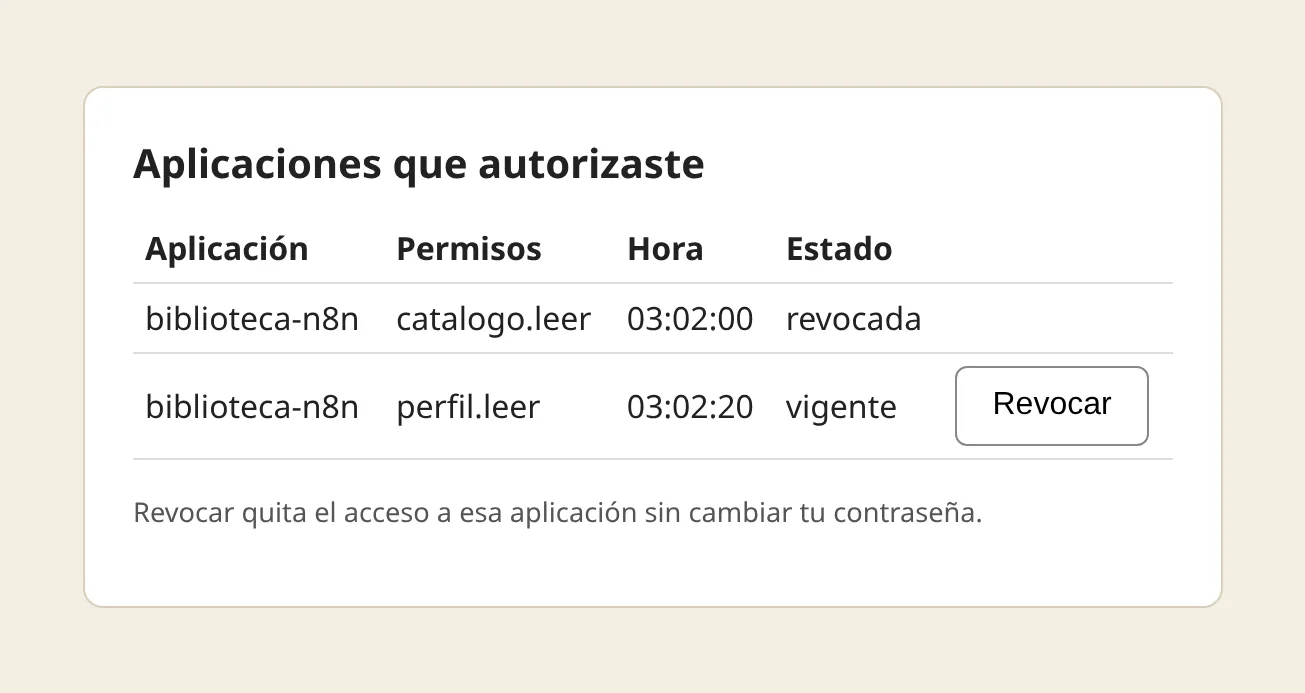 Aplicaciones que autorizaste
Aplicación Permisos Hora Estado
biblioteca-n8n catalogo.leer 03:02:00 revocada
biblioteca-n8n perfil.leer 03:02:20 vigente Revocar
Revocar quita el acceso a esa aplicación sin cambiar tu contraseña.